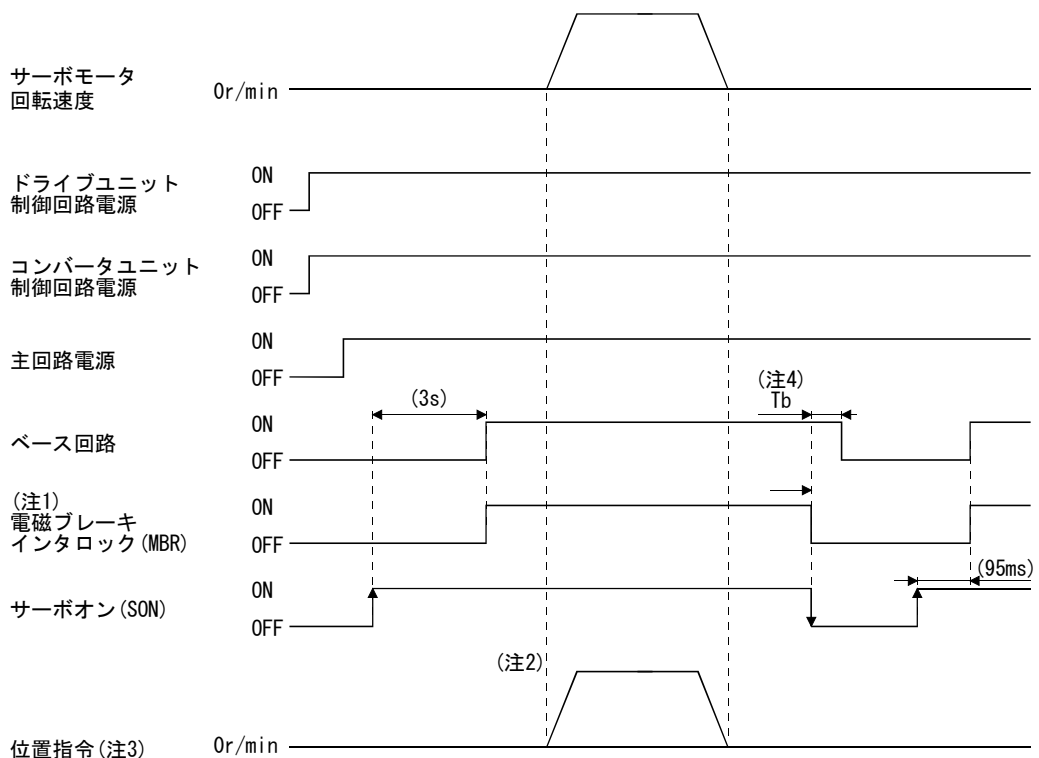 サーボモータ
回転速度
0r/min
ドライブユニット
制御回路電源
ON
OFF
コンバータユニット
制御回路電源
ON
OFF
主回路電源
ON
OFF
(3s)
(注4)
Tb
ベース回路
ON
OFF
(注1)
電磁ブレーキ
インタロック(MBR)
ON
OFF
(95ms)
サーボオン(SON)
ON
OFF
(注2)
位置指令(注3)
0r/min